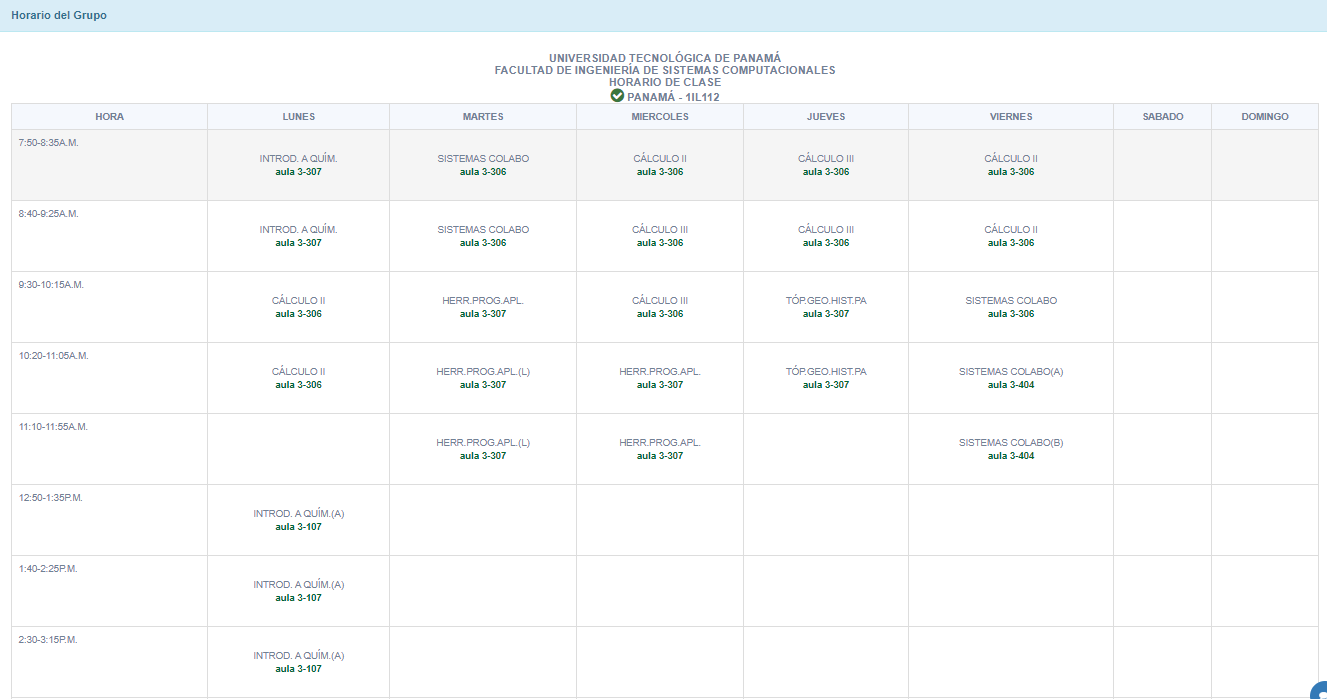 Horario del Grupo
UNIVERSIDAD TECNOLÓGICA DE PANAMÁ
FACULTAD DE INGENIERÍA DE SISTEMAS COMPUTACIONALES
HORARIO DE CLASE
PANAMÁ - 1IL112
HORA LUNES MARTES MIERCOLES JUEVES VIERNES SABADO DOMINGO
7:50-8:35A.M.
INTROD. A QUÍM. SISTEMAS COLABO CÁLCULO II CÁLCULO III CÁLCULO II
aula 3-307 aula 3-306 aula 3-306 aula 3-306 aula 3-306
8:40-9:25A.M.
INTROD. A QUÍM. SISTEMAS COLABO CÁLCULO III CÁLCULO III CÁLCULO II
aula 3-307 aula 3-306 aula 3-306 aula 3-306 aula 3-306
9:30-10:15A.M.
CÁLCULO II HERR.PROG.APL. CÁLCULO III TÓP.GEO.HIST.PA SISTEMAS COLABO
aula 3-306 aula 3-307 aula 3-306 aula 3-307 aula 3-306
10:20-11:05A.M.
CÁLCULO II HERR.PROG.APL.(L) HERR.PROG.APL. TÓP.GEO.HIST.PA SISTEMAS COLABO(A)
aula 3-306 aula 3-307 aula 3-307 aula 3-307 aula 3-404
11:10-11:55A.M.
HERR.PROG.APL.(L) HERR.PROG.APL. SISTEMAS COLABO(B)
aula 3-307 aula 3-307 aula 3-404
12:50-1:35P.M.
INTROD. A QUÍM.(A)
aula 3-107
1:40-2:25P.M.
INTROD. A QUÍM.(A)
aula 3-107
2:30-3:15P.M.
INTROD. A QUÍM.(A)
aula 3-107